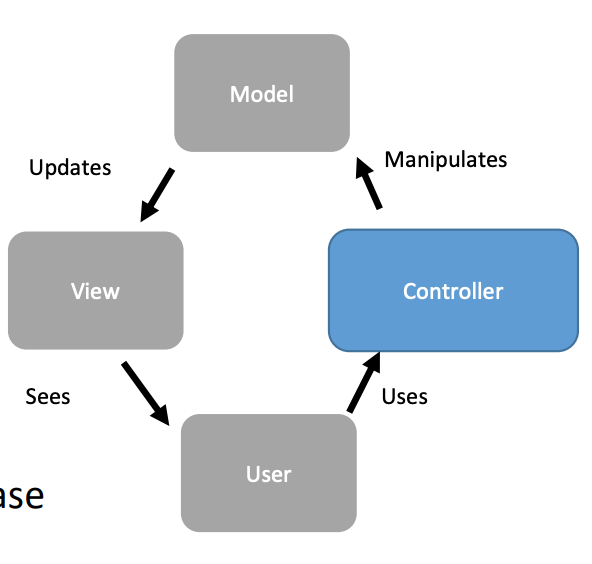 Model
Updates
Manipulates
View
Controller
Sees
Uses
User